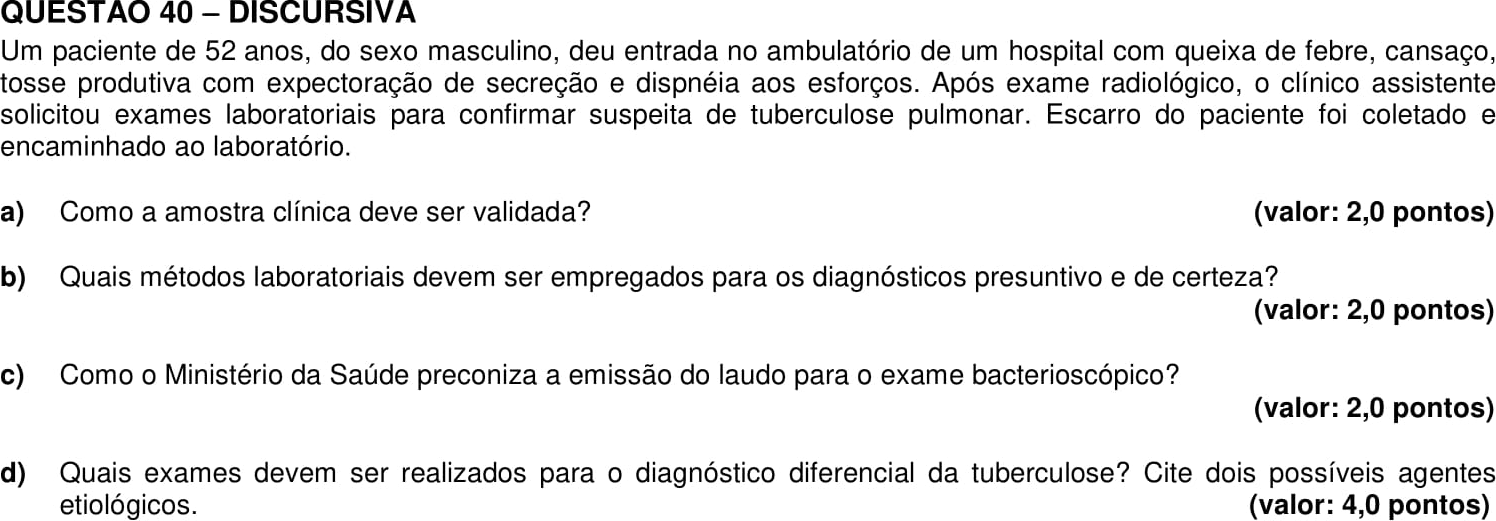 QUESTÃO 40 – DISCURSIVA
Um paciente de 52 anos, do sexo masculino, deu entrada no ambulatório de um hospital com queixa de febre, cansaço,
tosse produtiva com expectoração de secreção e dispnéia aos esforços. Após exame radiológico, o clínico assistente
solicitou exames laboratoriais para confirmar suspeita de tuberculose pulmonar. Escarro do paciente foi coletado e
encaminhado ao laboratório.
a) Como a amostra clínica deve ser validada? (valor: 2,0 pontos)
b) Quais métodos laboratoriais devem ser empregados para os diagnósticos presuntivo e de certeza?
(valor: 2,0 pontos)
c) Como o Ministério da Saúde preconiza a emissão do laudo para o exame bacterioscópico?
(valor: 2,0 pontos)
d) Quais exames devem ser realizados para o diagnóstico diferencial da tuberculose? Cite dois possíveis agentes
etiológicos. (valor: 4,0 pontos)